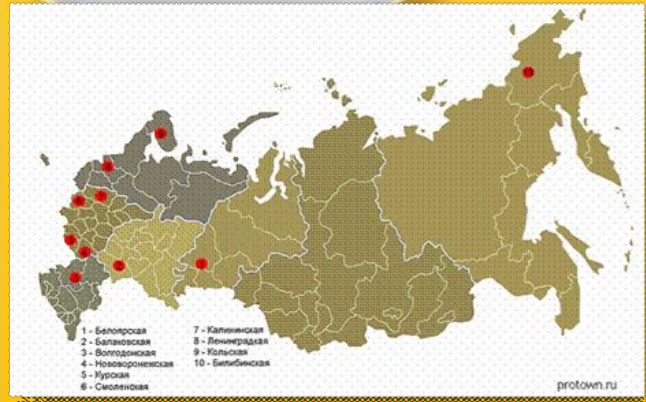 1 - Белоярская
2 - Балаковская
3 - Волгодонская
4 - Нововоронежская
5 - Курская
6 - Смоленская
7 - Калининская
8 - Ленинградская
9 - Кольская
10 - Билибинская
protown.ru